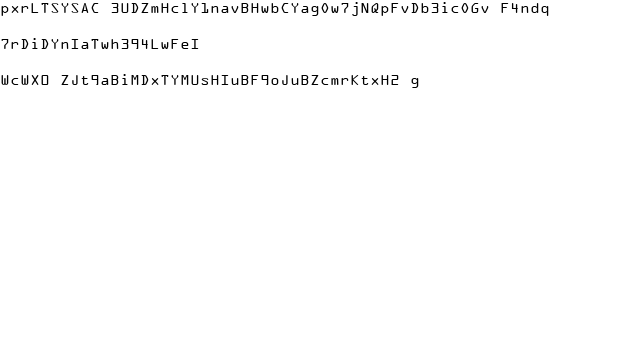 pxrLTSYSAC 3UDZmHclY1navBHwbCYag0w7jNQpFvDb3ic0Gv F4ndq
7rDiDYnIaTwh394LwFeI
WcWXO ZJt9aBiMDxTYMUsHIuBF9oJuBZcmrKtxH2 g